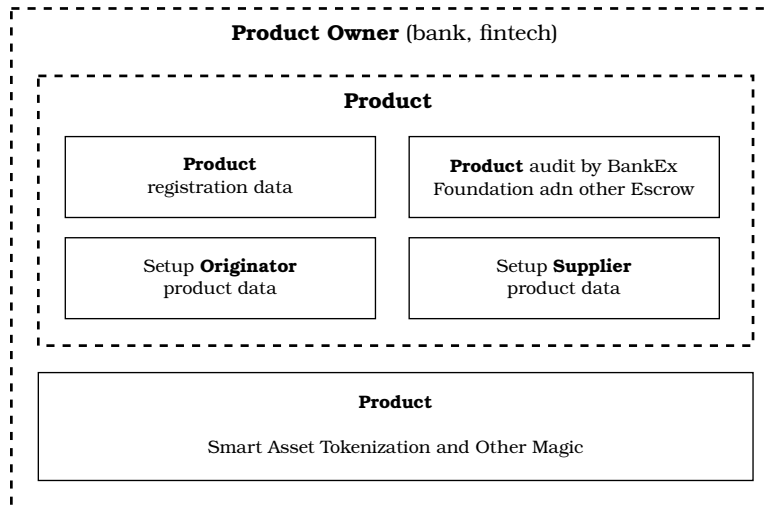 Product Owner (bank, fintech)
Product
Product
registration data
Product audit by BankEx
Foundation adn other Escrow
Setup Originator
product data
Setup Supplier
product data
Product
Smart Asset Tokenization and Other Magic